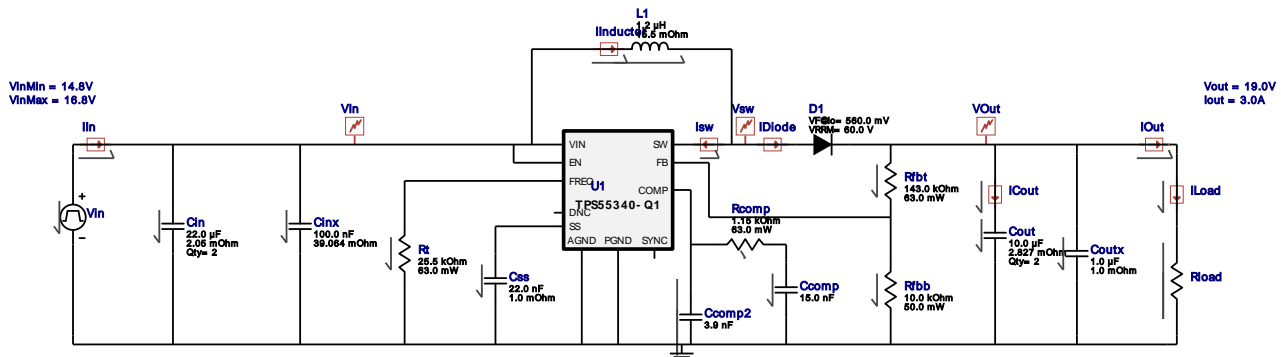 L1
1.2 µH
15.5 mOhm
IInductor
VinMin = 14.8V
VinMax = 16.8V
Vout = 19.0V
Iout = 3.0A
Iin
Vin
Isw
Vsw
IDiode
D1
VFatIo= 560.0 mV
VRRM= 60.0 V
VOut
IOut
VIN
EN
FREQ
DNC
SS
AGND
PGND
SYNC
SW
FB
COMP
U1
TPS55340-Q1
+
Vin
−
Cin
22.0 µF
2.05 mOhm
Qty= 2
Cinx
100.0 nF
39.064 mOhm
Rt
25.5 kOhm
63.0 mW
Css
22.0 nF
1.0 mOhm
Rcomp
1.15 kOhm
63.0 mW
Ccomp
15.0 nF
Ccomp2
3.9 nF
Rfbt
143.0 kOhm
63.0 mW
Rfbb
10.0 kOhm
50.0 mW
ICout
Cout
10.0 µF
2.827 mOhm
Qty= 2
Coutx
1.0 µF
1.0 mOhm
ILoad
Rload